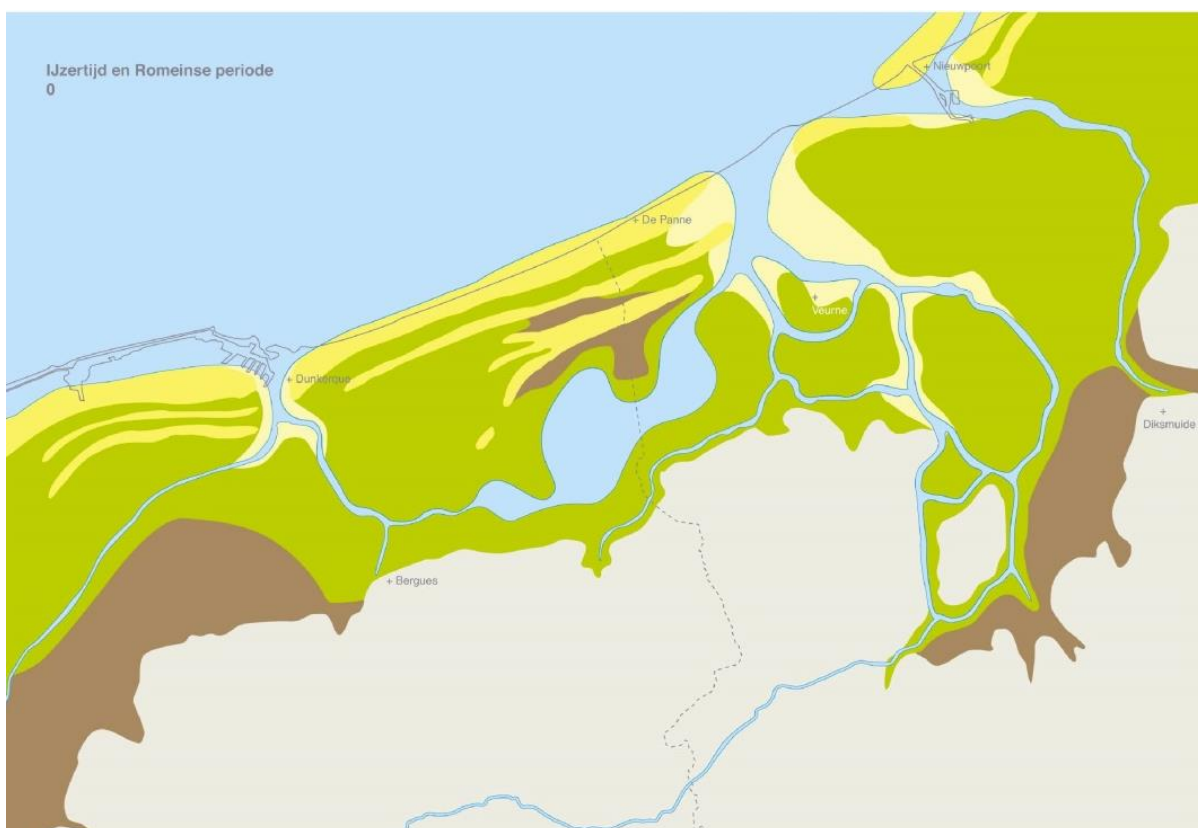 IJzertijd en Romeinse periode
0
+ Nieuwpoort
+ De Panne
+ Veurne
+ Dunkerque
+ Diksmuide
+ Bergues